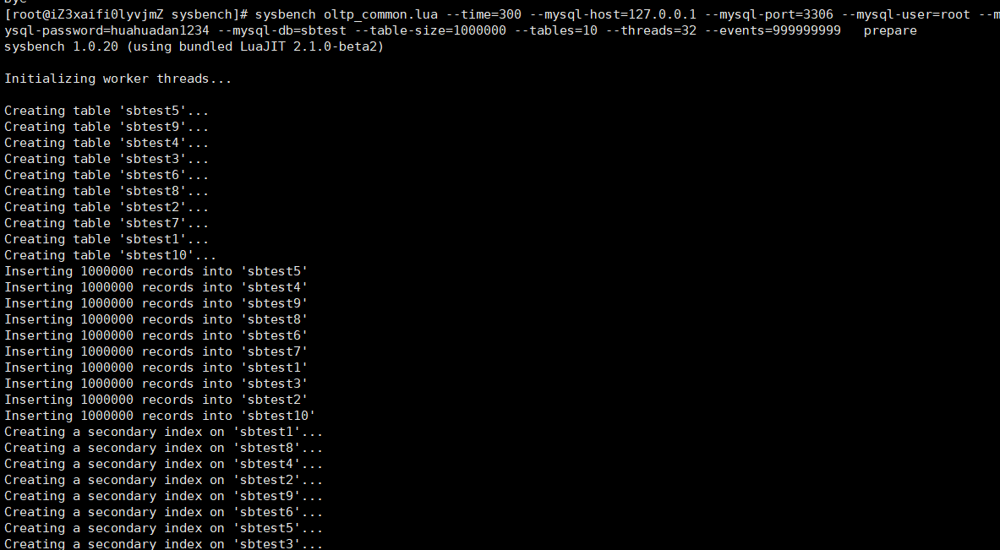 Bye
[root@iZ3xaifi0lyvjmZ sysbench]# sysbench oltp_common.lua --time=300 --mysql-host=127.0.0.1 --mysql-port=3306 --mysql-user=root --m
ysql-password=huahuadan1234 --mysql-db=sbtest --table-size=1000000 --tables=10 --threads=32 --events=999999999   prepare
sysbench 1.0.20 (using bundled LuaJIT 2.1.0-beta2)
Initializing worker threads...
Creating table 'sbtest5'...
Creating table 'sbtest9'...
Creating table 'sbtest4'...
Creating table 'sbtest3'...
Creating table 'sbtest6'...
Creating table 'sbtest8'...
Creating table 'sbtest2'...
Creating table 'sbtest7'...
Creating table 'sbtest1'...
Creating table 'sbtest10'...
Inserting 1000000 records into 'sbtest5'
Inserting 1000000 records into 'sbtest4'
Inserting 1000000 records into 'sbtest9'
Inserting 1000000 records into 'sbtest8'
Inserting 1000000 records into 'sbtest6'
Inserting 1000000 records into 'sbtest7'
Inserting 1000000 records into 'sbtest1'
Inserting 1000000 records into 'sbtest3'
Inserting 1000000 records into 'sbtest2'
Inserting 1000000 records into 'sbtest10'
Creating a secondary index on 'sbtest1'...
Creating a secondary index on 'sbtest8'...
Creating a secondary index on 'sbtest4'...
Creating a secondary index on 'sbtest2'...
Creating a secondary index on 'sbtest9'...
Creating a secondary index on 'sbtest6'...
Creating a secondary index on 'sbtest5'...
Creating a secondary index on 'sbtest3'...